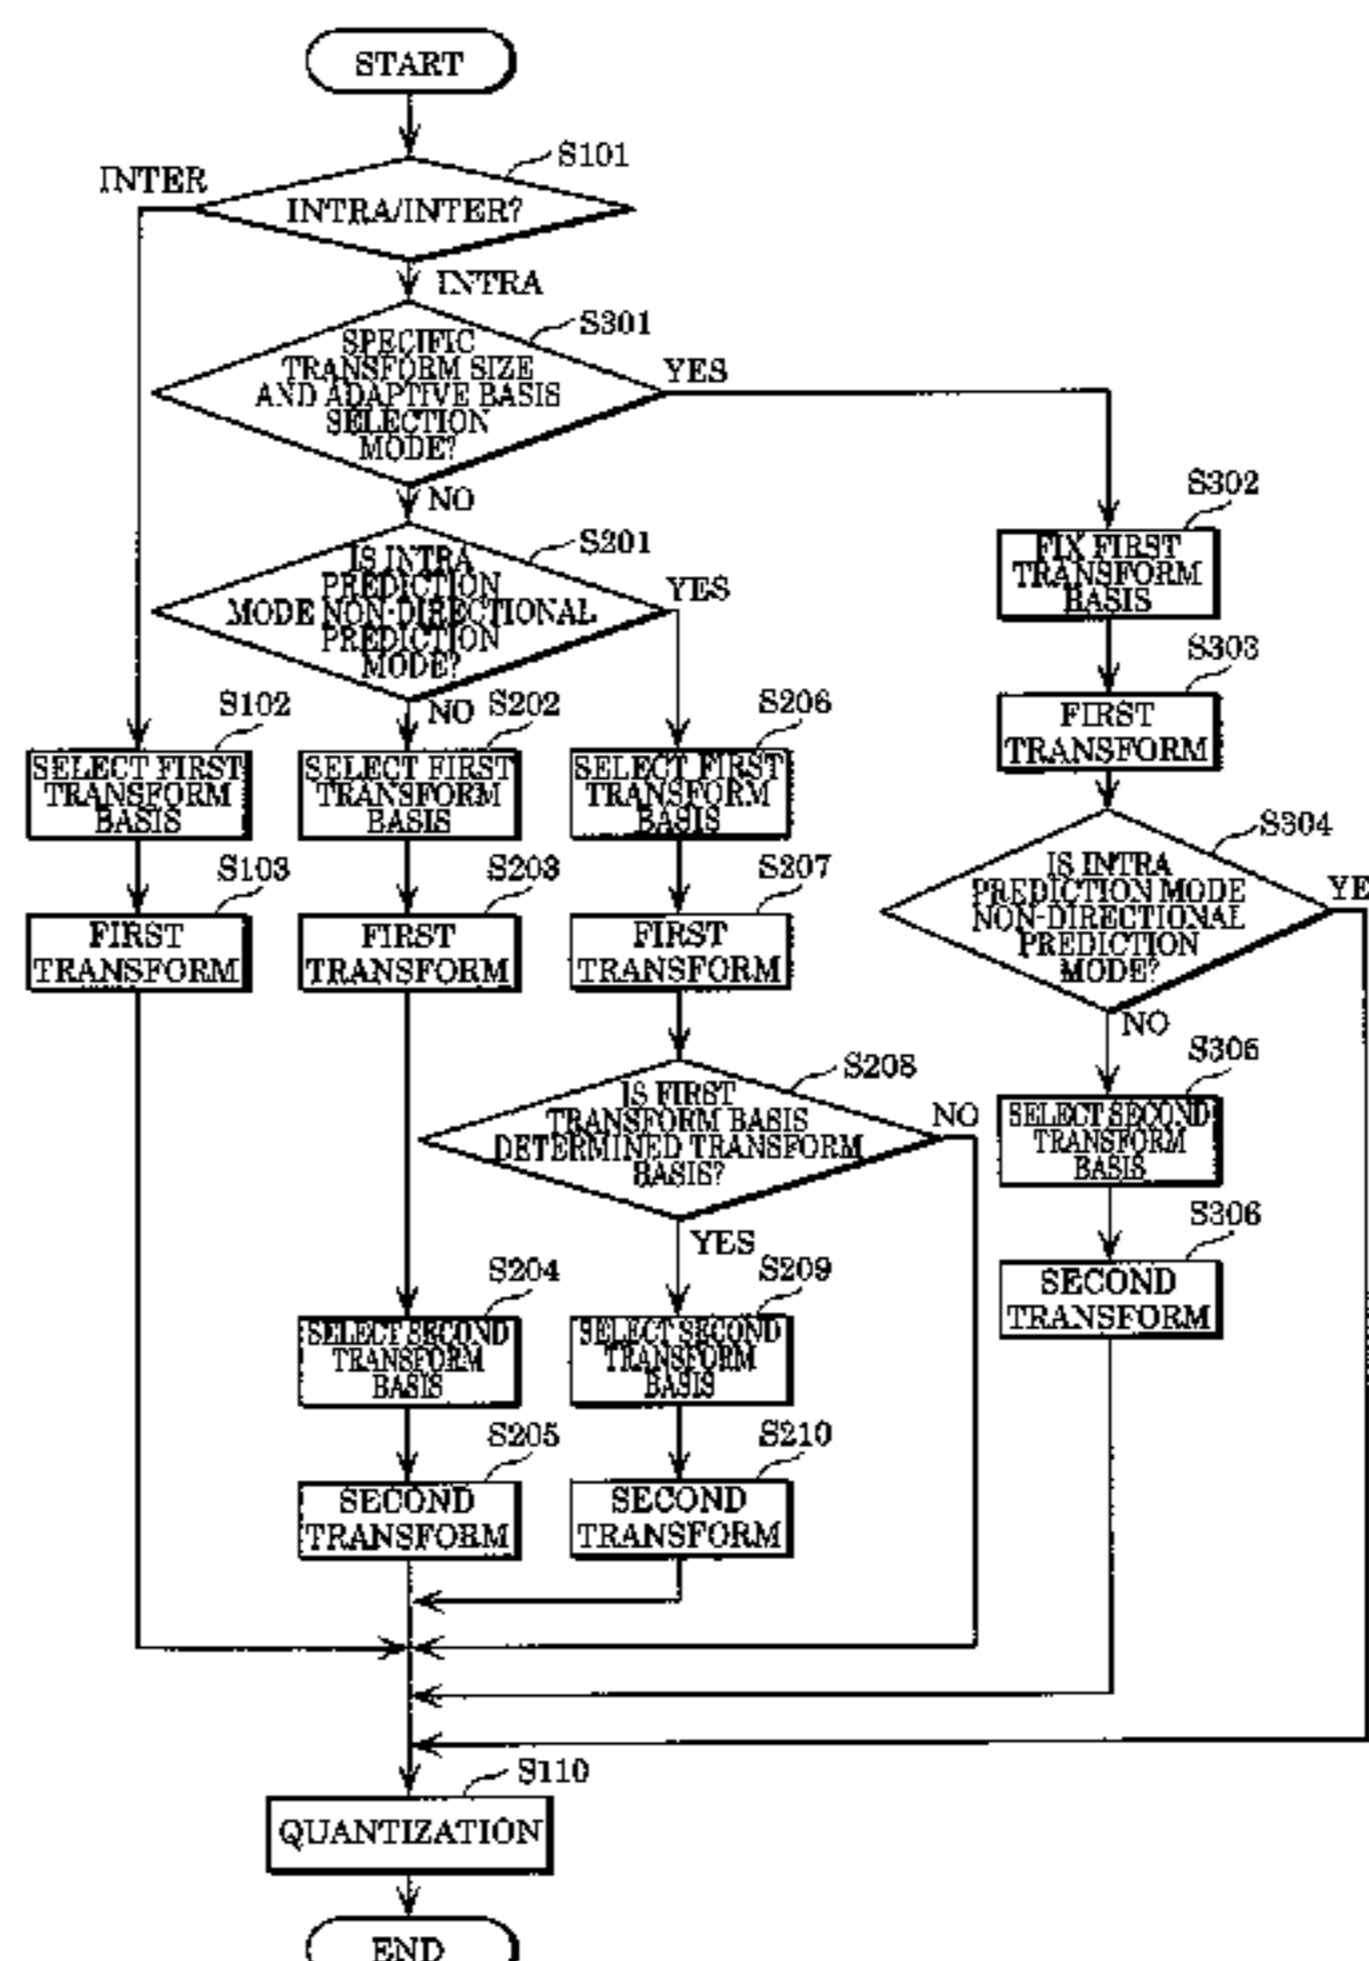 START
S101
INTER
INTRA/INTER?
INTRA
S301
SPECIFIC
TRANSFORM SIZE
AND ADAPTIVE BASIS
SELECTION
MODE?
YES
NO
S302
FIX FIRST
TRANSFORM
BASIS
S201
IS INTRA
PREDICTION
MODE NON-DIRECTIONAL
PREDICTION
MODE?
YES
NO
S303
FIRST
TRANSFORM
S102
SELECT FIRST
TRANSFORM
BASIS
S202
SELECT FIRST
TRANSFORM
BASIS
S206
SELECT FIRST
TRANSFORM
BASIS
S304
IS INTRA
PREDICTION MODE
NON-DIRECTIONAL
PREDICTION
MODE?
YE
NO
S103
FIRST
TRANSFORM
S203
FIRST
TRANSFORM
S207
FIRST
TRANSFORM
S208
IS FIRST
TRANSFORM BASIS
DETERMINED TRANSFORM
BASIS?
NO
YES
S305
SELECT SECOND
TRANSFORM
BASIS
S306
SECOND
TRANSFORM
S204
SELECT SECOND
TRANSFORM
BASIS
S209
SELECT SECOND
TRANSFORM
BASIS
S205
SECOND
TRANSFORM
S210
SECOND
TRANSFORM
S110
QUANTIZATION
END